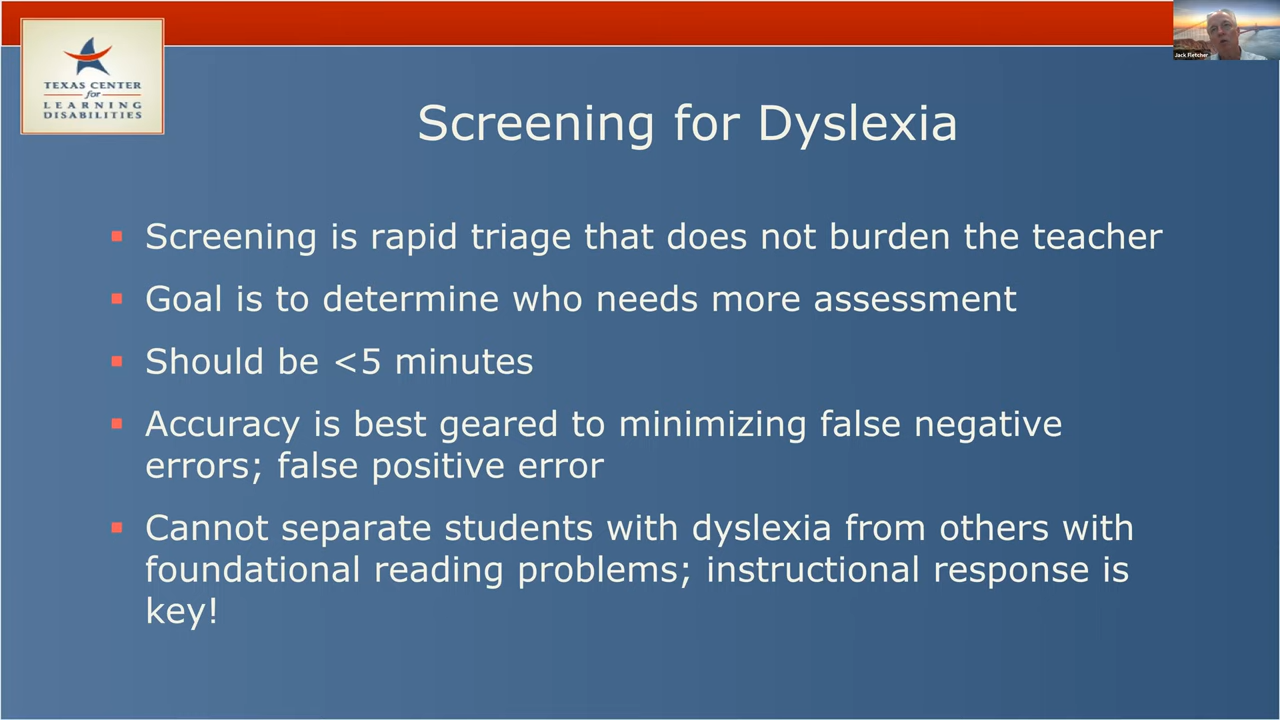 Jack Fletcher
TEXAS CENTER
for
LEARNING
DISABILITIES
Screening for Dyslexia
▪ Screening is rapid triage that does not burden the teacher
▪ Goal is to determine who needs more assessment
▪ Should be <5 minutes
▪ Accuracy is best geared to minimizing false negative
errors; false positive error
▪ Cannot separate students with dyslexia from others with
foundational reading problems; instructional response is
key!